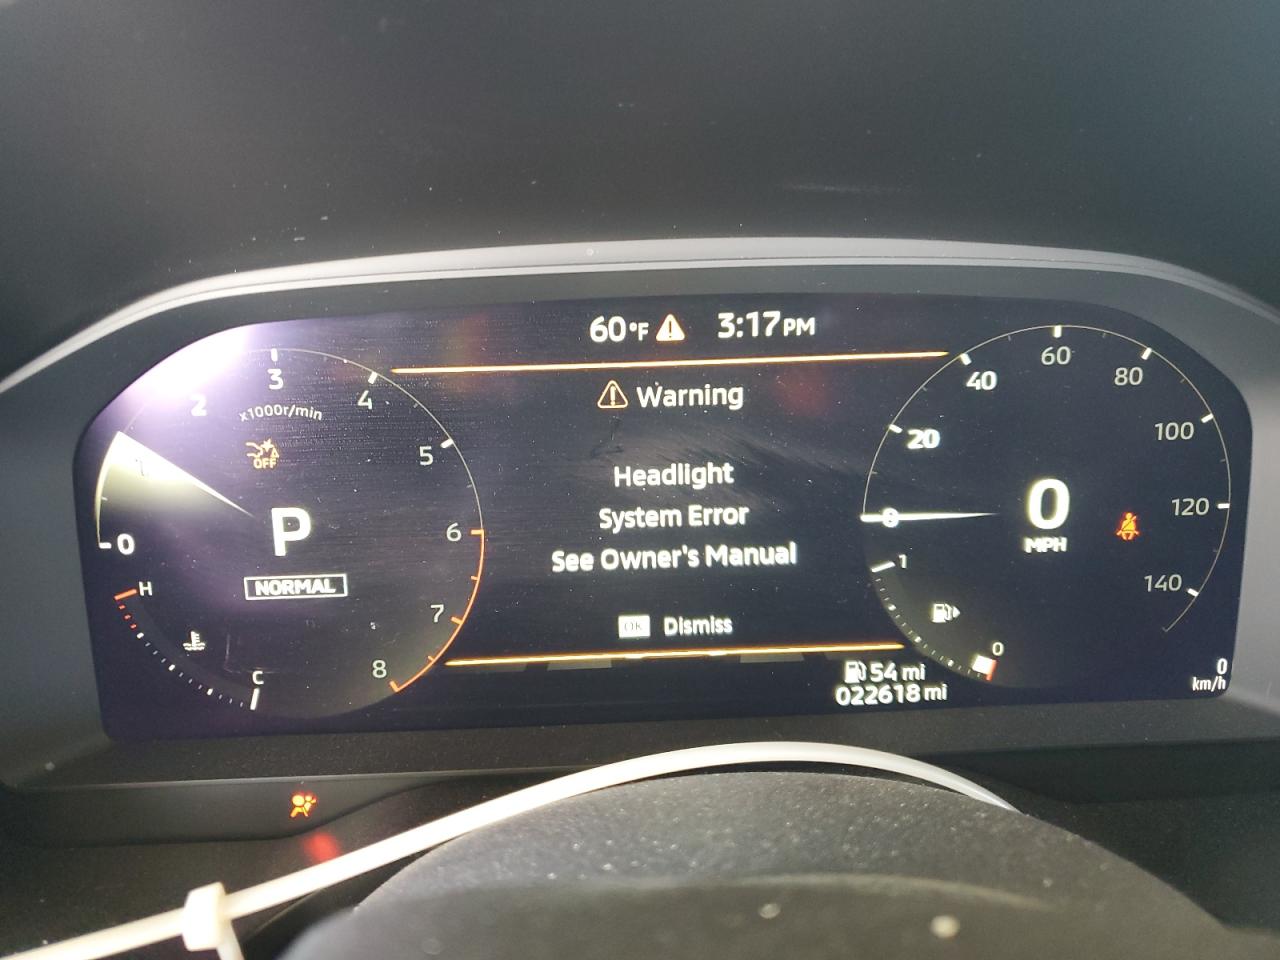 60°F 3:17PM
Warning
Headlight
System Error
See Owner's Manual
OK Dismiss
0
1
2
3
4
5
6
7
8
x1000r/min
OFF
P
NORMAL
H
C
0
20
40
60
80
100
120
140
0
MPH
1
0
54 mi
022618 mi
0
km/h